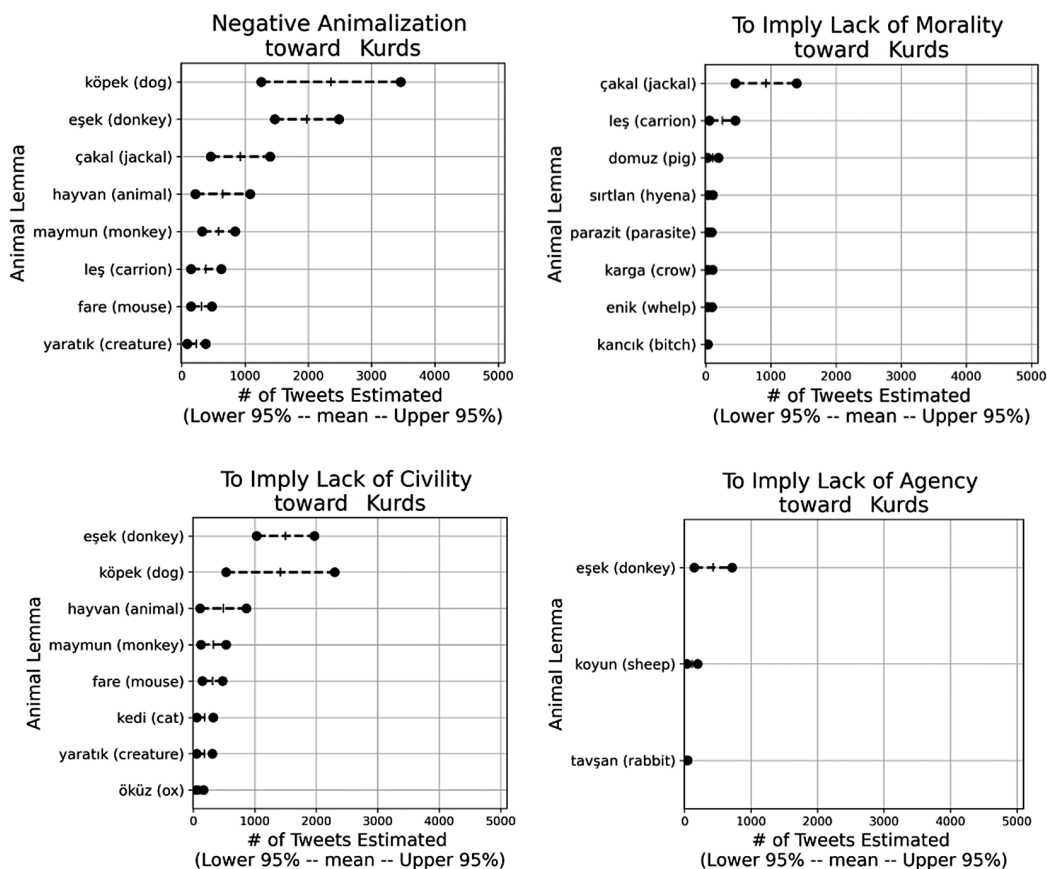 Negative Animalization
toward Kurds
Animal Lemma
köpek (dog)
eşek (donkey)
çakal (jackal)
hayvan (animal)
maymun (monkey)
leş (carrion)
fare (mouse)
yaratık (creature)
0 1000 2000 3000 4000 5000
# of Tweets Estimated
(Lower 95% -- mean -- Upper 95%)
To Imply Lack of Morality
toward Kurds
Animal Lemma
çakal (jackal)
leş (carrion)
domuz (pig)
sırtlan (hyena)
parazit (parasite)
karga (crow)
enik (whelp)
kancık (bitch)
0 1000 2000 3000 4000 5000
# of Tweets Estimated
(Lower 95% -- mean -- Upper 95%)
To Imply Lack of Civility
toward Kurds
Animal Lemma
eşek (donkey)
köpek (dog)
hayvan (animal)
maymun (monkey)
fare (mouse)
kedi (cat)
yaratık (creature)
öküz (ox)
0 1000 2000 3000 4000 5000
# of Tweets Estimated
(Lower 95% -- mean -- Upper 95%)
To Imply Lack of Agency
toward Kurds
Animal Lemma
eşek (donkey)
koyun (sheep)
tavşan (rabbit)
0 1000 2000 3000 4000 5000
# of Tweets Estimated
(Lower 95% -- mean -- Upper 95%)